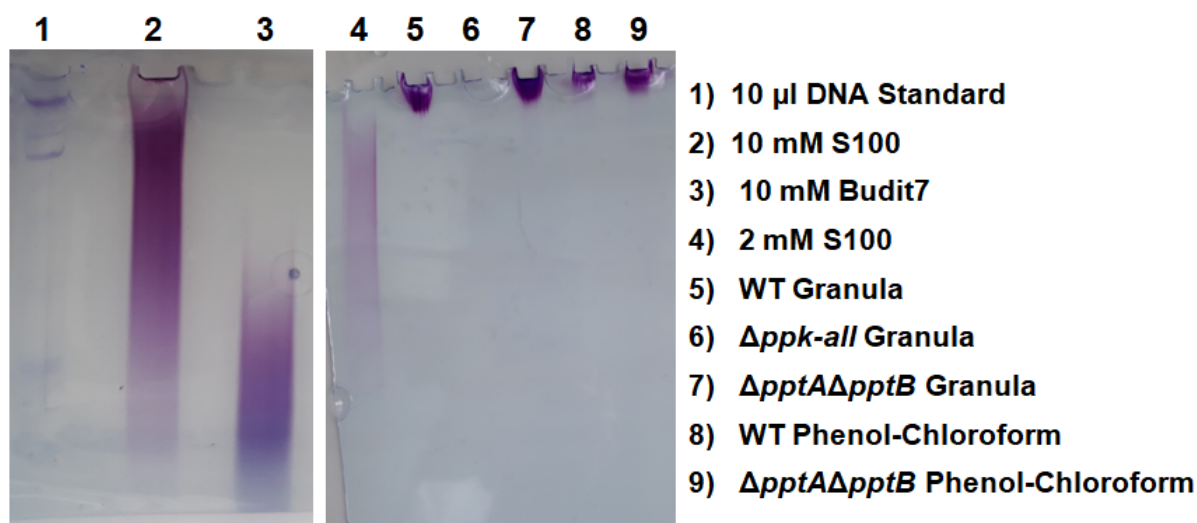 1 2 3 4 5 6 7 8 9
1) 10 µl DNA Standard
2) 10 mM S100
3) 10 mM Budit7
4) 2 mM S100
5) WT Granula
6) Δppk-all Granula
7) ΔpptAΔpptB Granula
8) WT Phenol-Chloroform
9) ΔpptAΔpptB Phenol-Chloroform